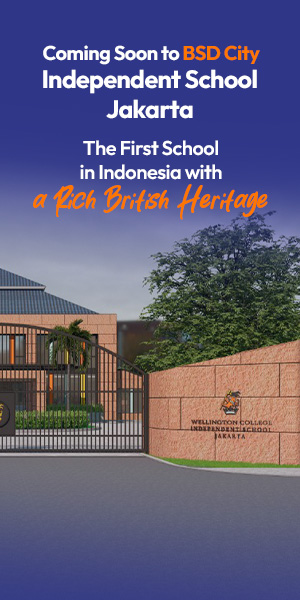 Coming Soon to BSD City
Independent School
Jakarta
The First School
in Indonesia with
a Rich British Heritage
WELLINGTON COLLEGE
INDEPENDENT SCHOOL
JAKARTA